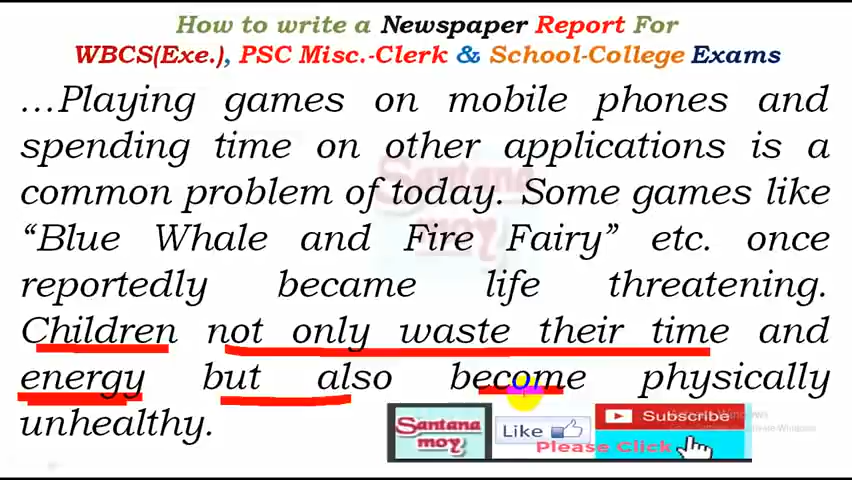 How to write a Newspaper Report For
WBCS(Exe.), PSC Misc.-Clerk & School-College Exams
...Playing games on mobile phones and
spending time on other applications is a
common problem of today. Some games like
“Blue Whale and Fire Fairy” etc. once
reportedly became life threatening.
Children not only waste their time and
energy but also become physically
unhealthy.
Santana
moy
Santana
moy
Like
Subscribe
Please Click